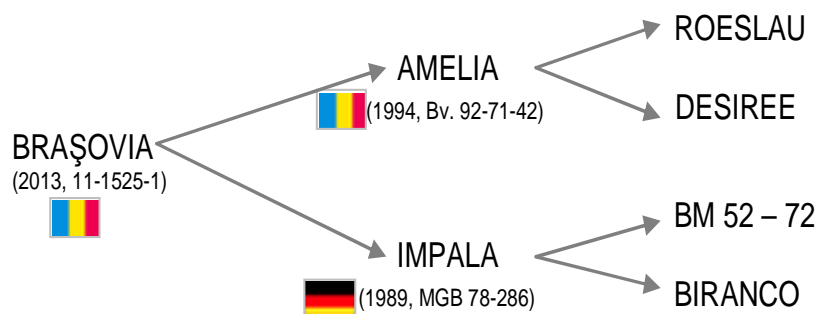 ROESLAU
AMELIA
(1994, Bv. 92-71-42)
DESIREE
BRAŞOVIA
(2013, 11-1525-1)
BM 52 – 72
IMPALA
(1989, MGB 78-286)
BIRANCO